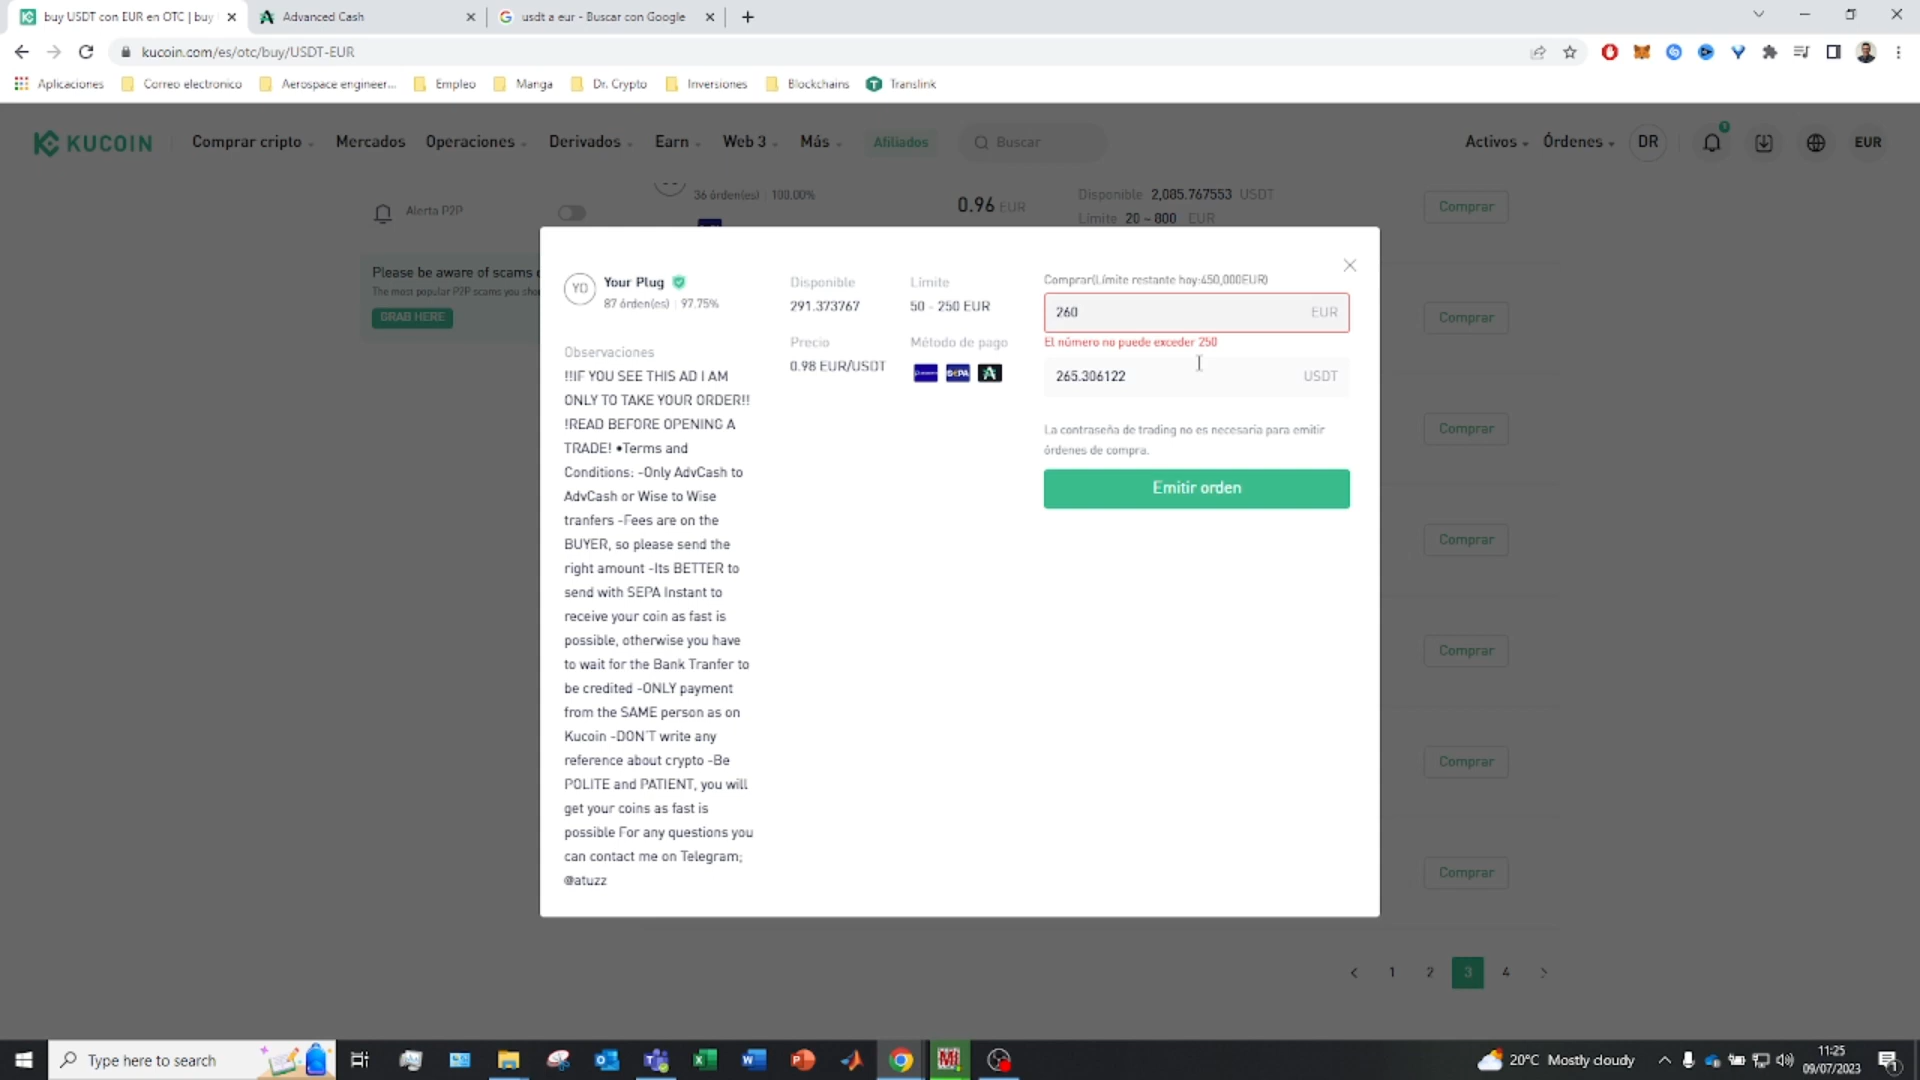 buy USDT con EUR en OTC | buy
Advanced Cash
usdt a eur - Buscar con Google
kucoin.com/es/otc/buy/USDT-EUR
Aplicaciones
Correo electronico
Aerospace engineer...
Empleo
Manga
Dr. Crypto
Inversiones
Blockchains
Translink
KUCOIN
Comprar cripto
Mercados
Operaciones
Derivados
Earn
Web 3
Más
Afiliados
Buscar
Activos
Órdenes
DR
EUR
Alerta P2P
36 órden(es) | 100.00%
0.96 EUR
Disponible 2,085.767553 USDT
Límite 20 ~ 800 EUR
Comprar
Please be aware of scams
The most popular P2P scams you
GRAB HERE
YO
Your Plug
87 órden(es) | 97.75%
Disponible
291.373767
Límite
50 - 250 EUR
Precio
0.98 EUR/USDT
Método de pago
SEPA
Observaciones
!!IF YOU SEE THIS AD I AM
ONLY TO TAKE YOUR ORDER!!
!READ BEFORE OPENING A
TRADE! •Terms and
Conditions: -Only AdvCash to
AdvCash or Wise to Wise
tranfers -Fees are on the
BUYER, so please send the
right amount -Its BETTER to
send with SEPA Instant to
receive your coin as fast is
possible, otherwise you have
to wait for the Bank Tranfer to
be credited -ONLY payment
from the SAME person as on
Kucoin -DON'T write any
reference about crypto -Be
POLITE and PATIENT, you will
get your coins as fast is
possible For any questions you
can contact me on Telegram;
@atuzz
Comprar(Límite restante hoy:450,000EUR)
260 EUR
El número no puede exceder 250
265.306122 USDT
La contraseña de trading no es necesaria para emitir
órdenes de compra.
Emitir orden
Comprar
Comprar
Comprar
Comprar
Comprar
Comprar
1 2 3 4
Type here to search
20°C Mostly cloudy
11:25
09/07/2023